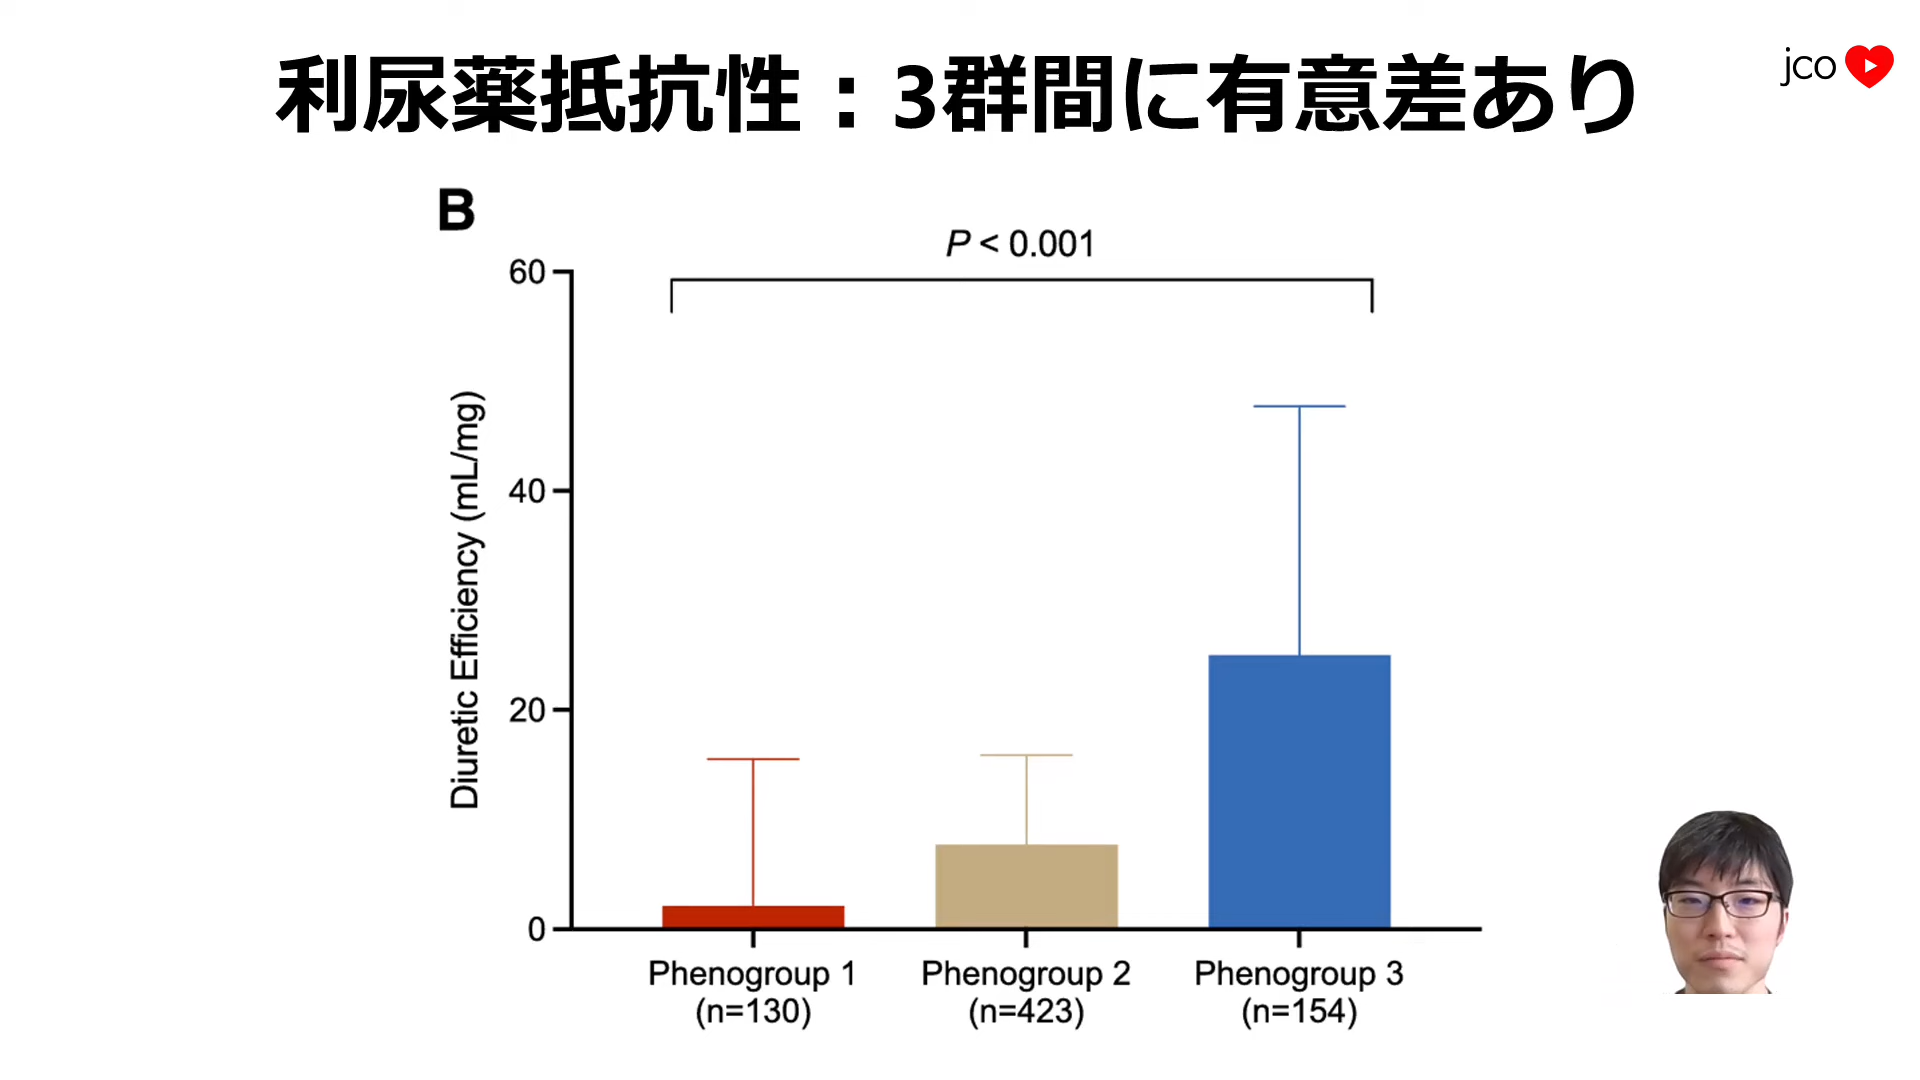 利尿薬抵抗性：3群間に有意差あり
jco
B
P < 0.001
60
40
20
0
Diuretic Efficiency (mL/mg)
Phenogroup 1
(n=130)
Phenogroup 2
(n=423)
Phenogroup 3
(n=154)